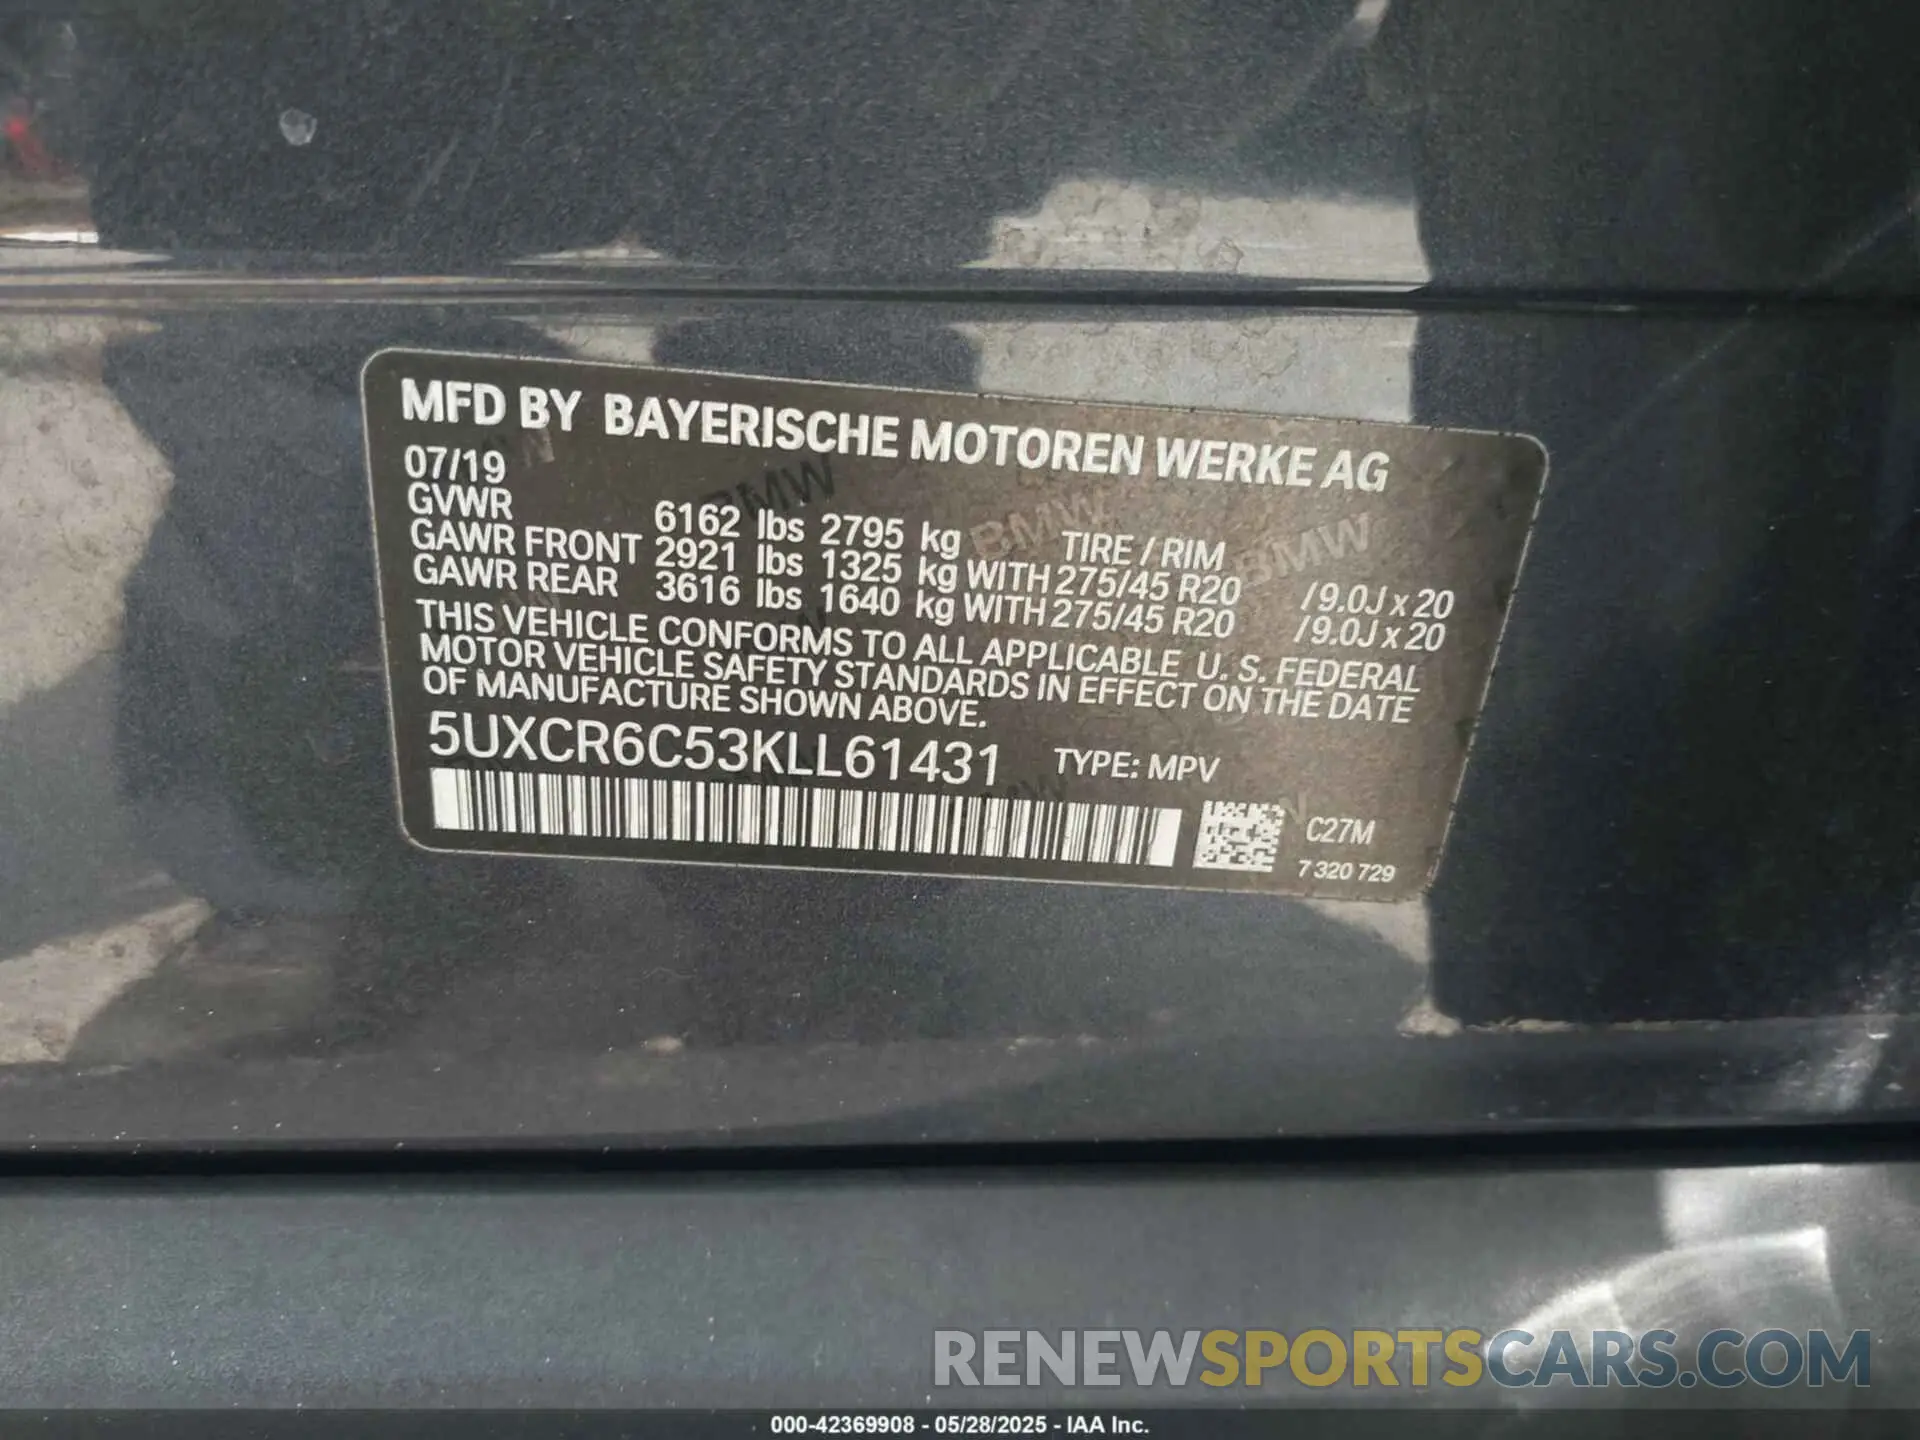 MFD BY BAYERISCHE MOTOREN WERKE AG
07/19
GVWR 6162 lbs 2795 kg TIRE / RIM
GAWR FRONT 2921 lbs 1325 kg WITH 275/45 R20 /9.0J x 20
GAWR REAR 3616 lbs 1640 kg WITH 275/45 R20 /9.0J x 20
THIS VEHICLE CONFORMS TO ALL APPLICABLE U. S. FEDERAL
MOTOR VEHICLE SAFETY STANDARDS IN EFFECT ON THE DATE
OF MANUFACTURE SHOWN ABOVE.
5UXCR6C53KLL61431 TYPE: MPV
C27M
7 320 729
BMW
BMW
BMW
RENEWSPORTSCARS.COM
000-42369908 - 05/28/2025 - IAA Inc.